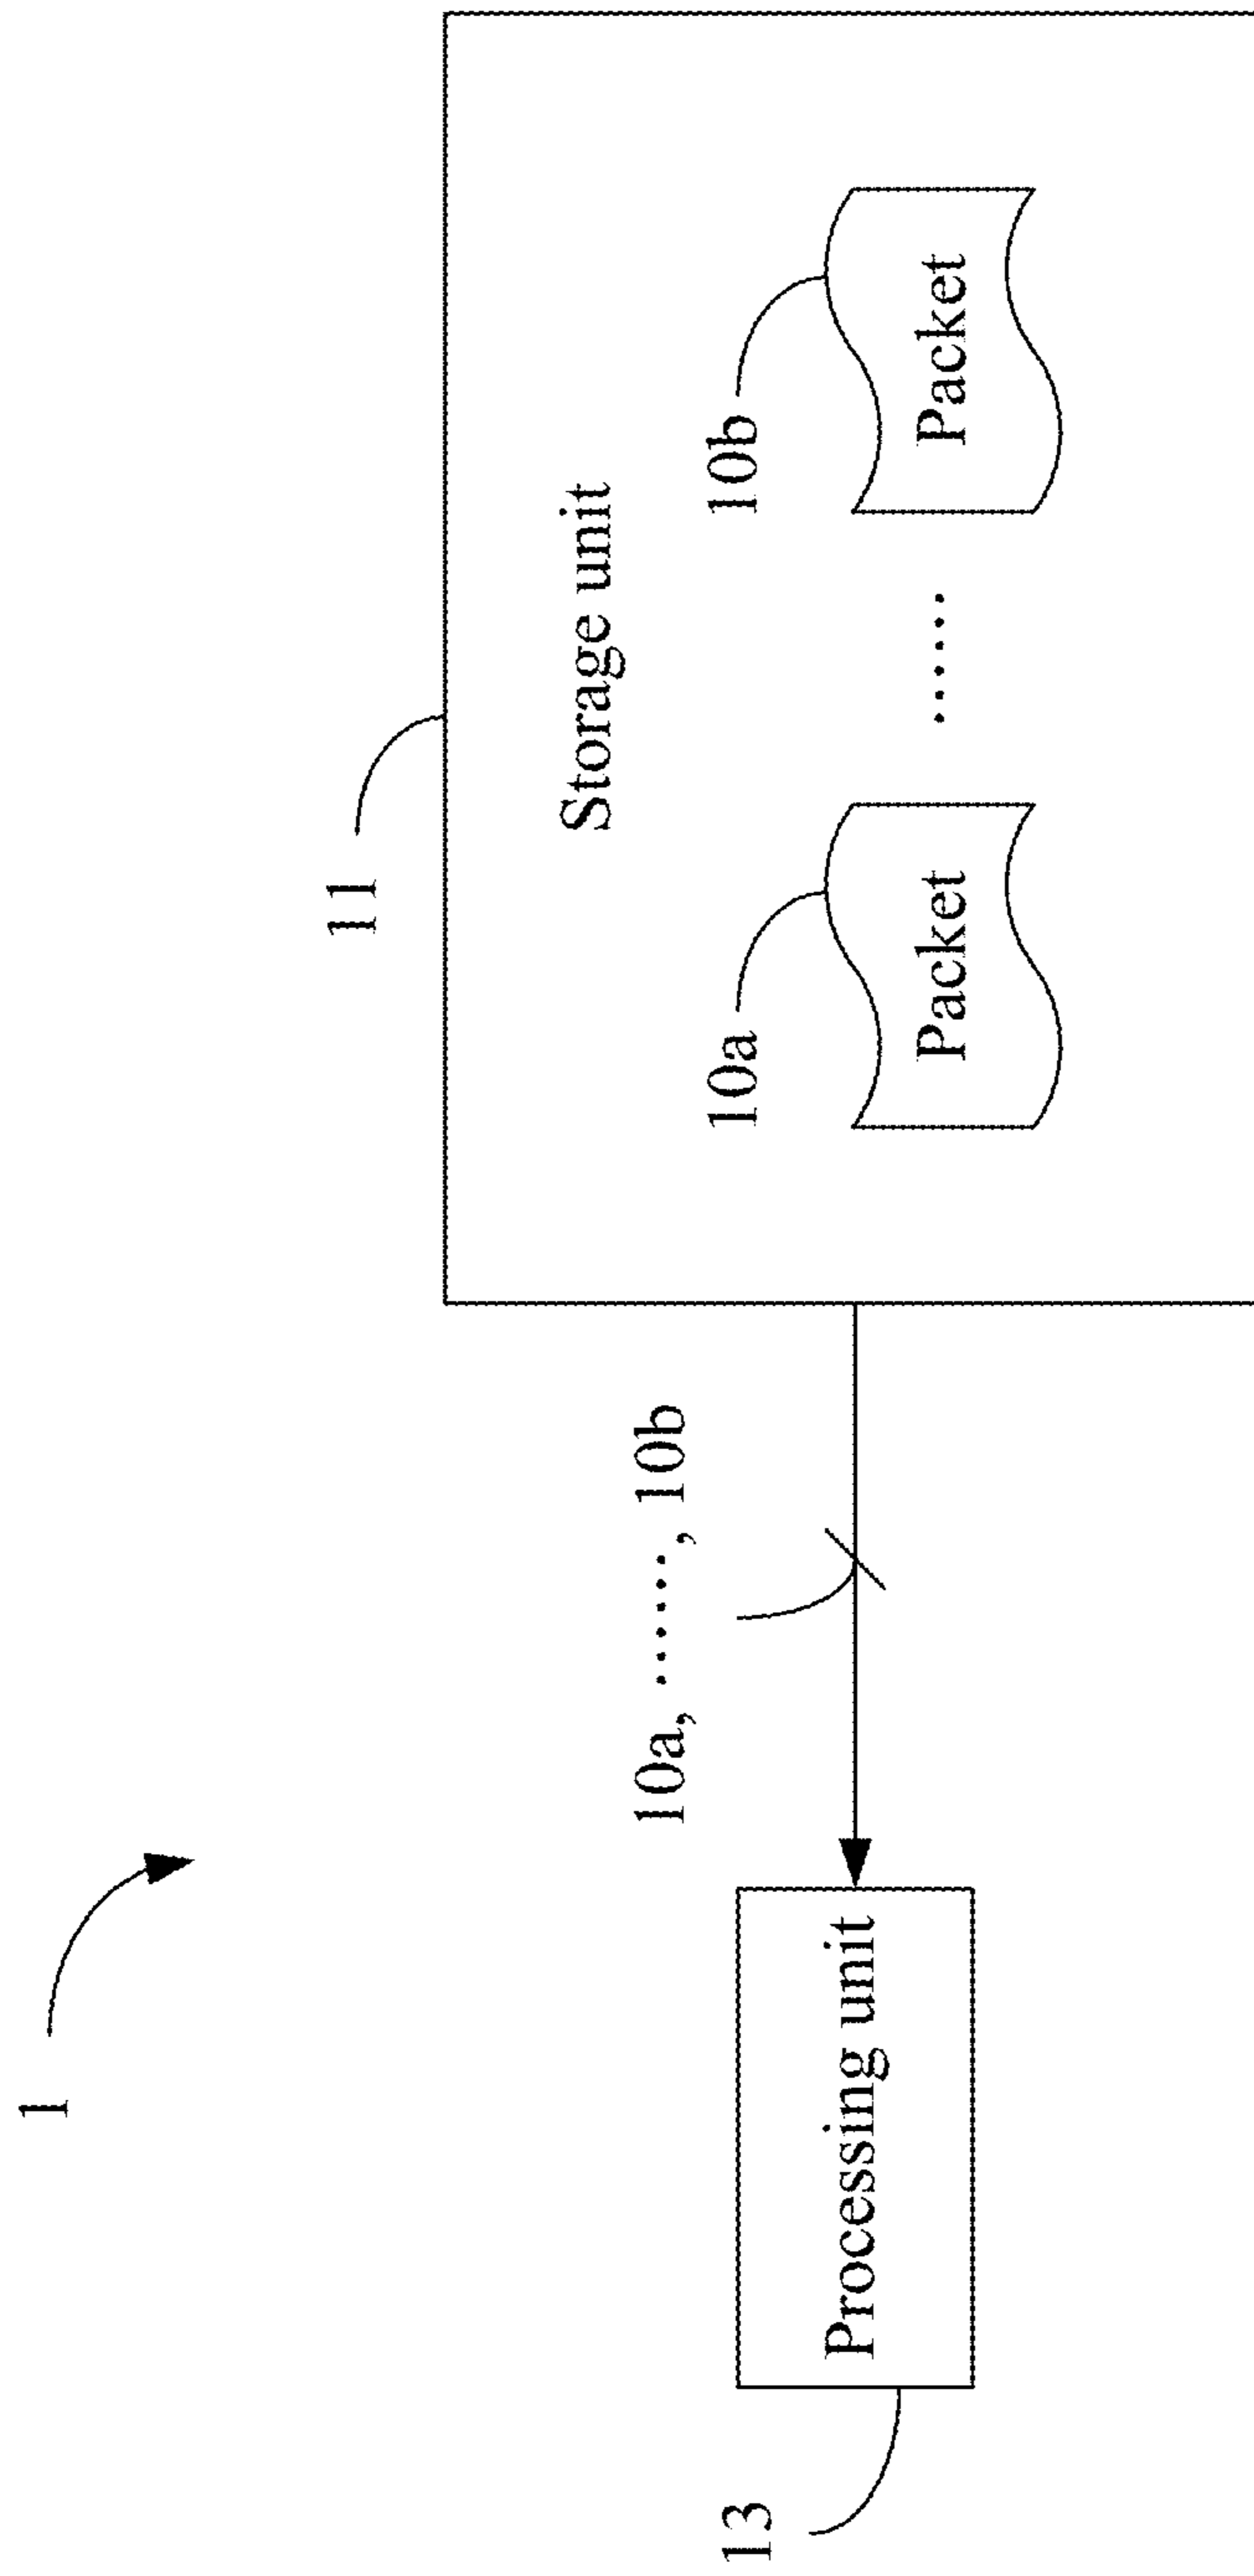 1
11
Storage unit
10a, ······, 10b
10a
10b
13
Processing unit
Packet
······
Packet